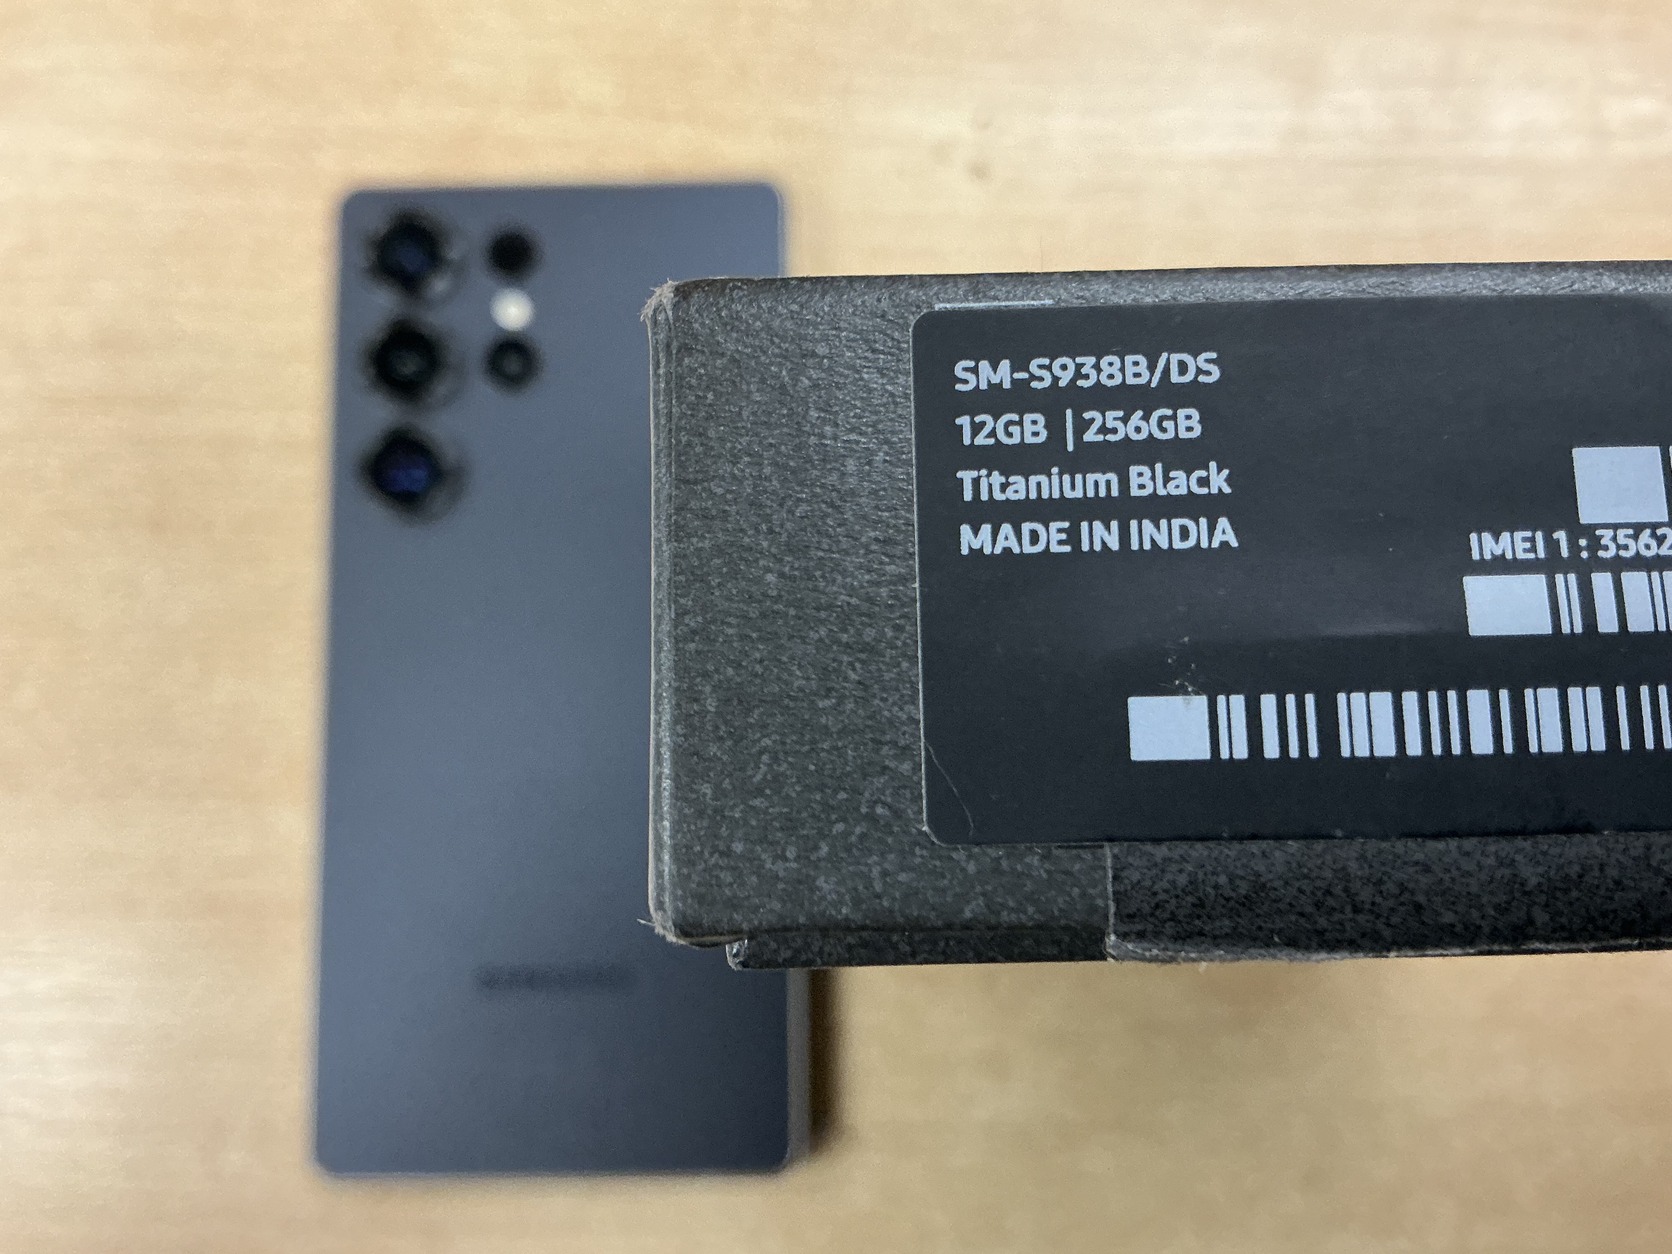 SM-S938B/DS
12GB | 256GB
Titanium Black
MADE IN INDIA
IMEI 1 : 3562